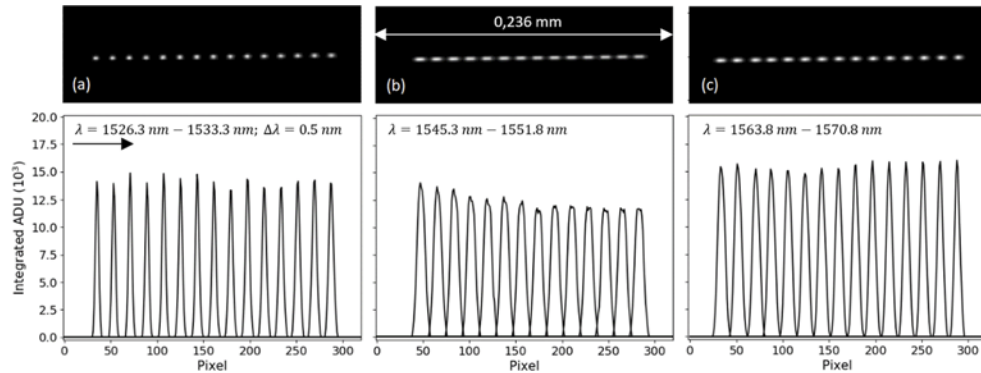 (a)
0,236 mm
(b)
(c)
λ = 1526.3 nm − 1533.3 nm; Δλ = 0.5 nm
λ = 1545.3 nm − 1551.8 nm
λ = 1563.8 nm − 1570.8 nm
Integrated ADU (10³)
20.0
17.5
15.0
12.5
10.0
7.5
5.0
2.5
0.0
0 50 100 150 200 250 300
0 50 100 150 200 250 300
0 50 100 150 200 250 300
Pixel
Pixel
Pixel